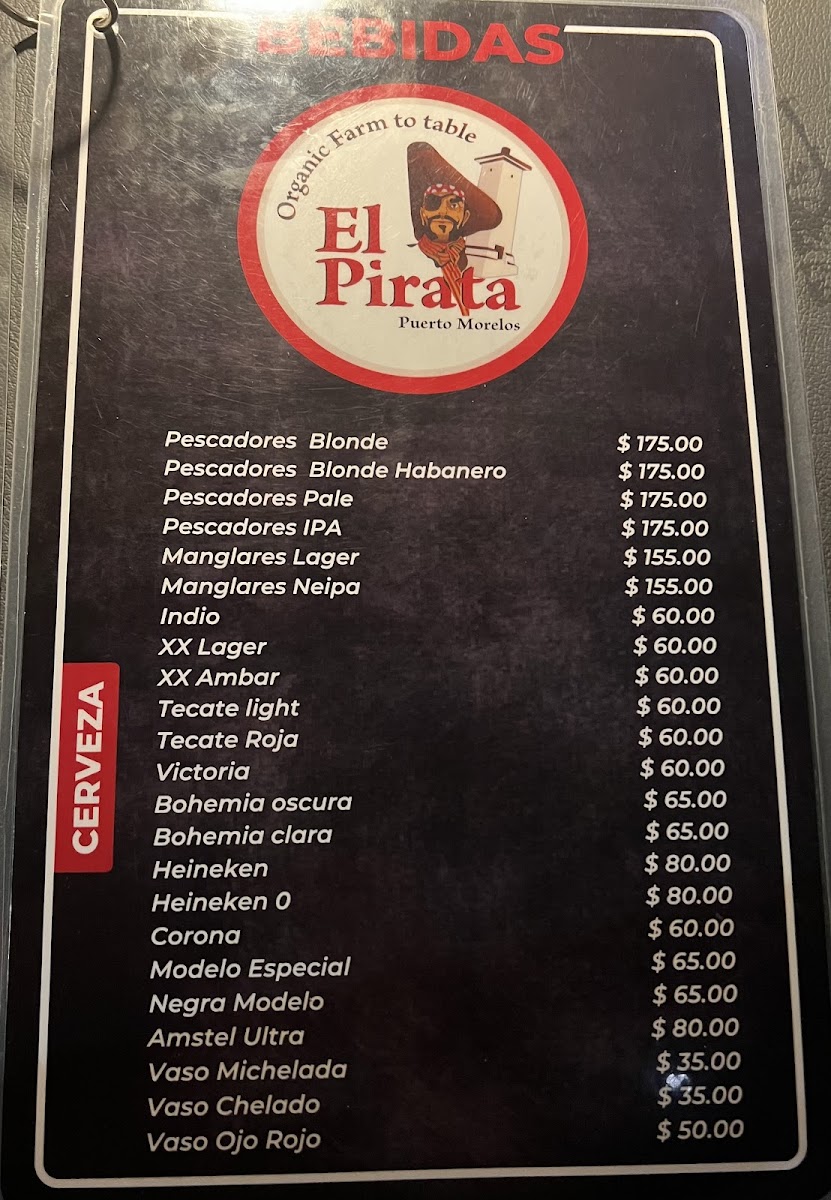 BEBIDAS
Organic Farm to table
El
Pirata
Puerto Morelos
CERVEZA
Pescadores Blonde $ 175.00
Pescadores Blonde Habanero $ 175.00
Pescadores Pale $ 175.00
Pescadores IPA $ 175.00
Manglares Lager $ 155.00
Manglares Neipa $ 155.00
Indio $ 60.00
XX Lager $ 60.00
XX Ambar $ 60.00
Tecate light $ 60.00
Tecate Roja $ 60.00
Victoria $ 60.00
Bohemia oscura $ 65.00
Bohemia clara $ 65.00
Heineken $ 80.00
Heineken 0 $ 80.00
Corona $ 60.00
Modelo Especial $ 65.00
Negra Modelo $ 65.00
Amstel Ultra $ 80.00
Vaso Michelada $ 35.00
Vaso Chelado $ 35.00
Vaso Ojo Rojo $ 50.00